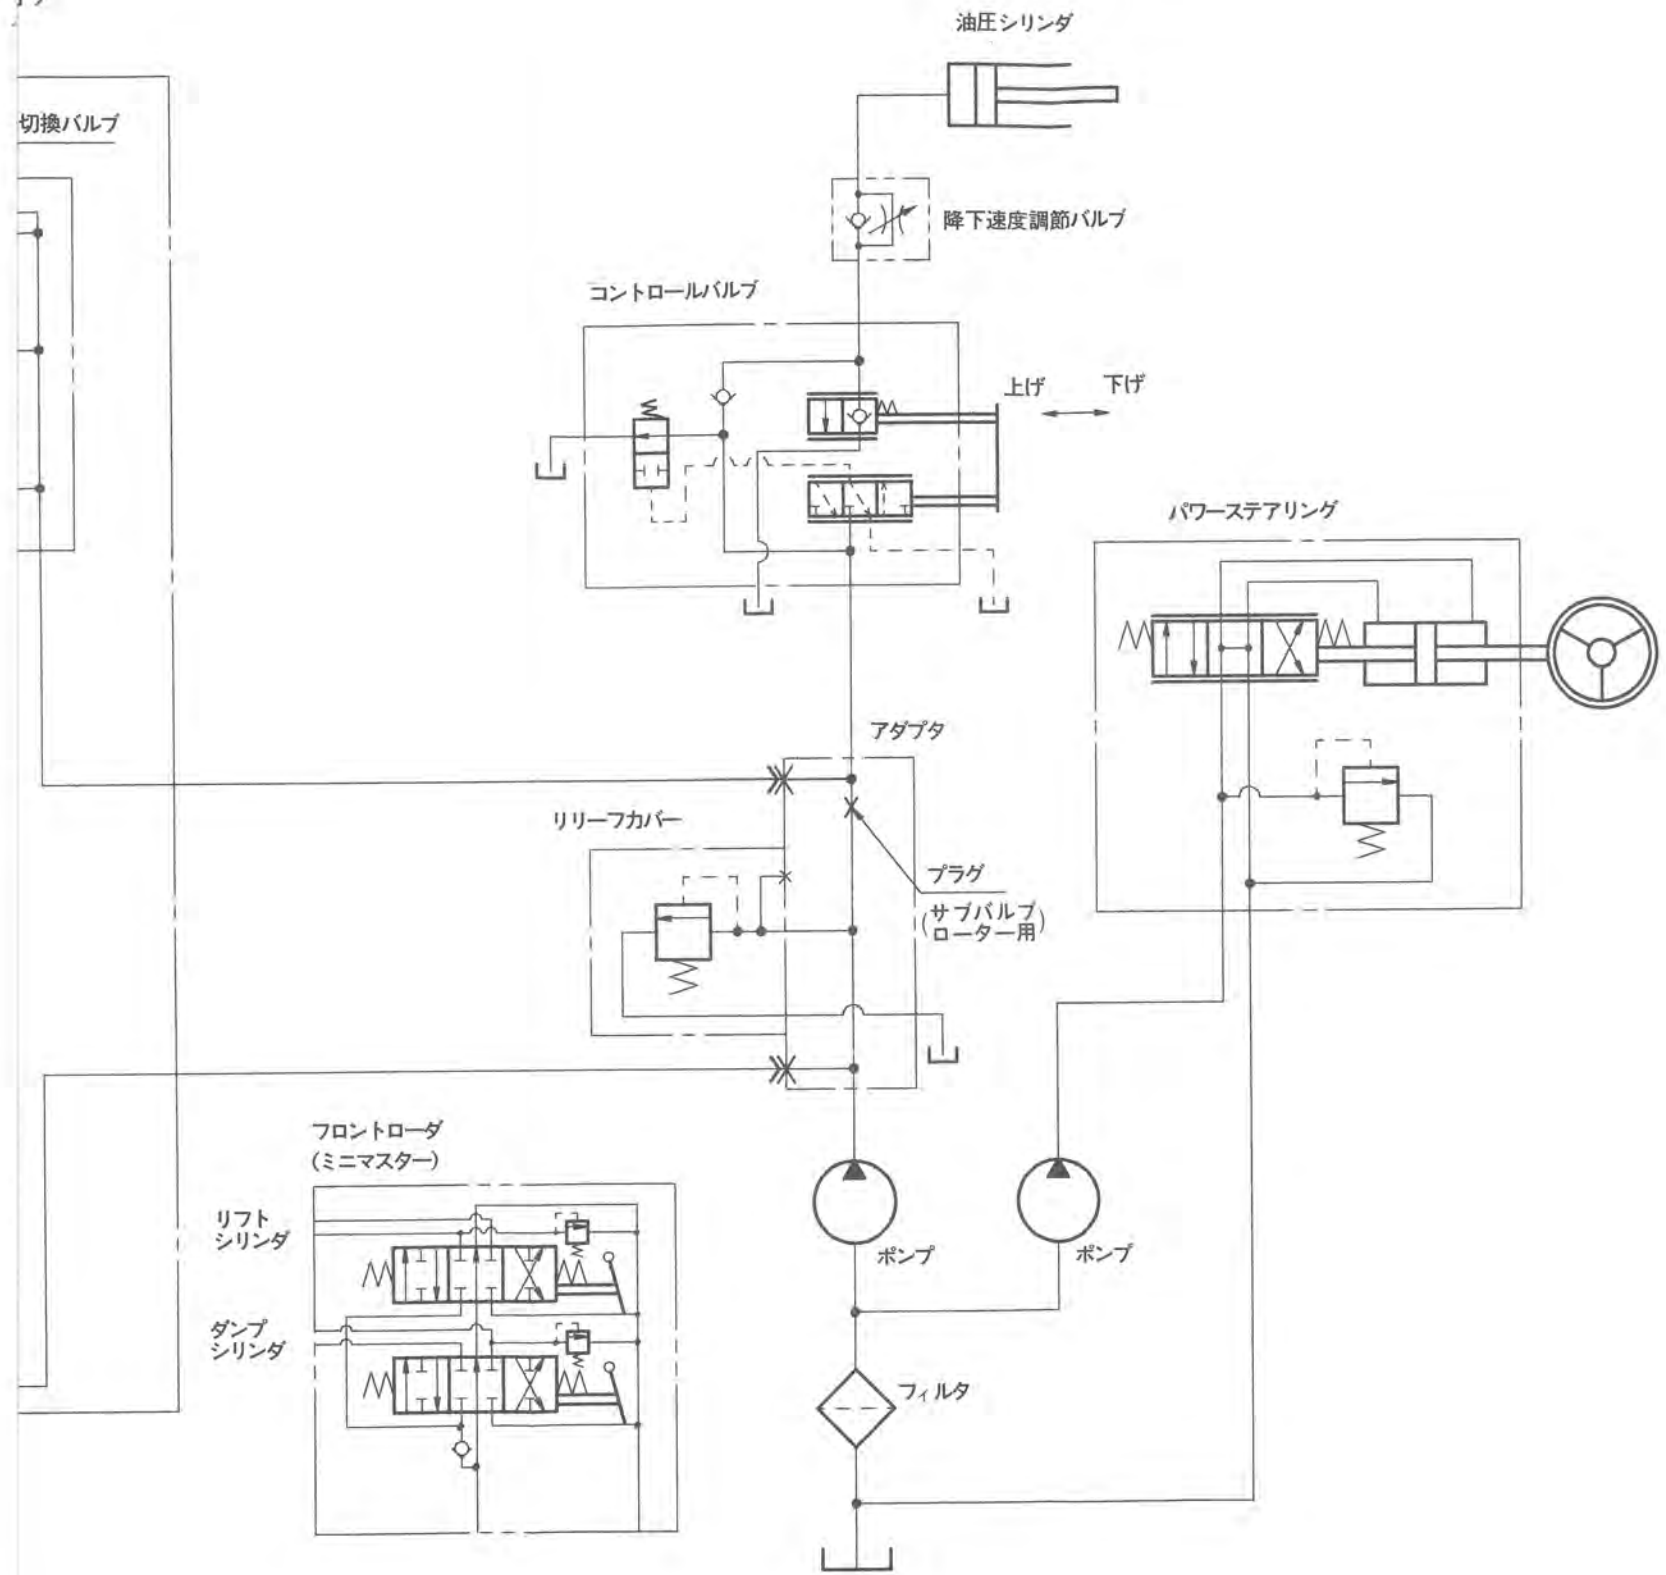 油圧シリンダ
切換バルブ
降下速度調節バルブ
コントロールバルブ
上げ
下げ
パワーステアリング
アダプタ
リリーフカバー
プラグ
(サブバルブ
ローター用)
フロントローダ
(ミニマスター)
リフト
シリンダ
ポンプ
ポンプ
ダンプ
シリンダ
フィルタ